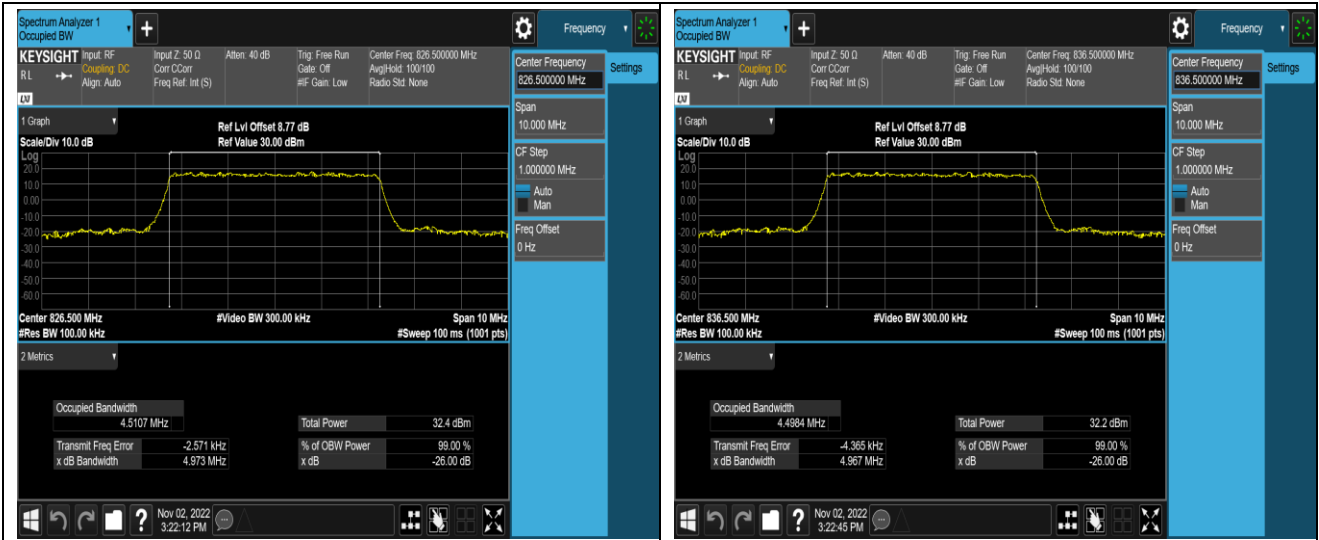 Spectrum Analyzer 1
Occupied BW
Frequency
KEYSIGHT
Input: RF
Coupling: DC
Align: Auto
Input Z: 50 Ω
Corr CCorr
Freq Ref: Int (S)
Atten: 40 dB
Trig: Free Run
Gate: Off
#IF Gain: Low
Center Freq: 826.500000 MHz
Avg|Hold: 100/100
Radio Std: None
RL
LXI
Center Frequency
826.500000 MHz
Settings
Span
10.000 MHz
CF Step
1.000000 MHz
Auto
Man
Freq Offset
0 Hz
1 Graph
Ref Lvl Offset 8.77 dB
Scale/Div 10.0 dB
Ref Value 30.00 dBm
Log
20.0
10.0
0.00
-10.0
-20.0
-30.0
-40.0
-50.0
-60.0
Center 826.500 MHz
#Video BW 300.00 kHz
Span 10 MHz
#Res BW 100.00 kHz
#Sweep 100 ms (1001 pts)
2 Metrics
Occupied Bandwidth
4.5107 MHz
Total Power 32.4 dBm
Transmit Freq Error -2.571 kHz
% of OBW Power 99.00 %
x dB Bandwidth 4.973 MHz
x dB -26.00 dB
Nov 02, 2022
3:22:12 PM
Spectrum Analyzer 1
Occupied BW
Frequency
KEYSIGHT
Input: RF
Coupling: DC
Align: Auto
Input Z: 50 Ω
Corr CCorr
Freq Ref: Int (S)
Atten: 40 dB
Trig: Free Run
Gate: Off
#IF Gain: Low
Center Freq: 836.500000 MHz
Avg|Hold: 100/100
Radio Std: None
RL
LXI
Center Frequency
836.500000 MHz
Settings
Span
10.000 MHz
CF Step
1.000000 MHz
Auto
Man
Freq Offset
0 Hz
1 Graph
Ref Lvl Offset 8.77 dB
Scale/Div 10.0 dB
Ref Value 30.00 dBm
Log
20.0
10.0
0.00
-10.0
-20.0
-30.0
-40.0
-50.0
-60.0
Center 836.500 MHz
#Video BW 300.00 kHz
Span 10 MHz
#Res BW 100.00 kHz
#Sweep 100 ms (1001 pts)
2 Metrics
Occupied Bandwidth
4.4984 MHz
Total Power 32.2 dBm
Transmit Freq Error -4.365 kHz
% of OBW Power 99.00 %
x dB Bandwidth 4.967 MHz
x dB -26.00 dB
Nov 02, 2022
3:22:45 PM